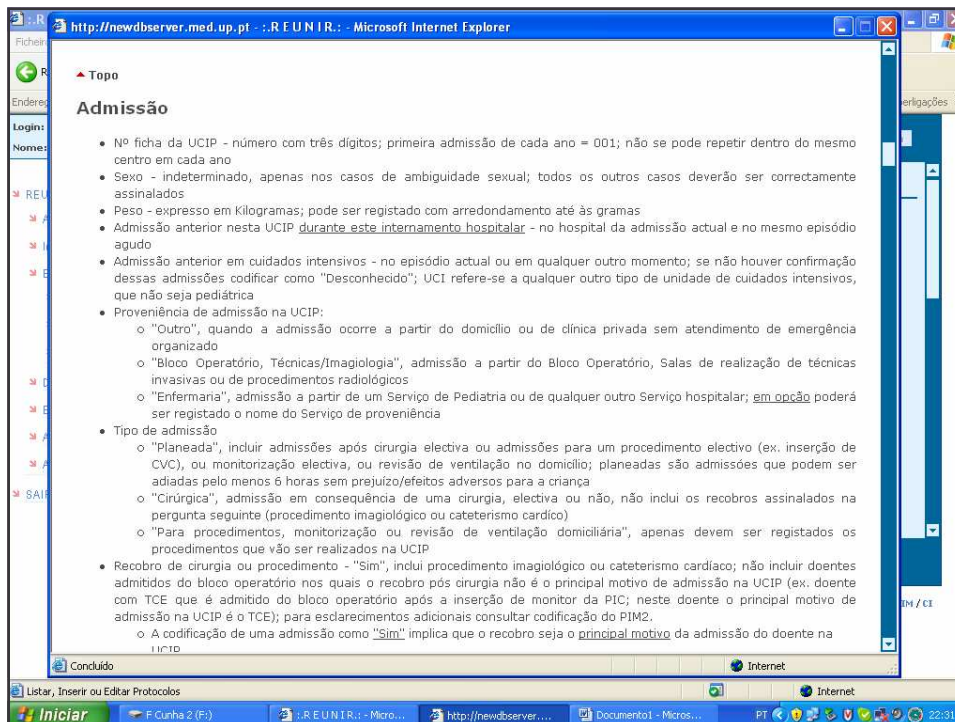 :.R
http://newdbserver.med.up.pt - :.R E U N I R.: - Microsoft Internet Explorer
Ficheir
R
Endereç
erligações
Login:
Nome:
REU
A
I
E
D
E
A
A
SAI
Topo
Admissão
• Nº ficha da UCIP - número com três dígitos; primeira admissão de cada ano = 001; não se pode repetir dentro do mesmo
centro em cada ano
• Sexo - indeterminado, apenas nos casos de ambiguidade sexual; todos os outros casos deverão ser correctamente
assinalados
• Peso - expresso em Kilogramas; pode ser registado com arredondamento até às gramas
• Admissão anterior nesta UCIP durante este internamento hospitalar - no hospital da admissão actual e no mesmo episódio
agudo
• Admissão anterior em cuidados intensivos - no episódio actual ou em qualquer outro momento; se não houver confirmação
dessas admissões codificar como "Desconhecido"; UCI refere-se a qualquer outro tipo de unidade de cuidados intensivos,
que não seja pediátrica
• Proveniência de admissão na UCIP:
o "Outro", quando a admissão ocorre a partir do domicílio ou de clínica privada sem atendimento de emergência
organizado
o "Bloco Operatório, Técnicas/Imagiologia", admissão a partir do Bloco Operatório, Salas de realização de técnicas
invasivas ou de procedimentos radiológicos
o "Enfermaria", admissão a partir de um Serviço de Pediatria ou de qualquer outro Serviço hospitalar; em opção poderá
ser registado o nome do Serviço de proveniência
• Tipo de admissão
o "Planeada", incluir admissões após cirurgia electiva ou admissões para um procedimento electivo (ex. inserção de
CVC), ou monitorização electiva, ou revisão de ventilação no domicílio; planeadas são admissões que podem ser
adiadas pelo menos 6 horas sem prejuízo/efeitos adversos para a criança
o "Cirúrgica", admissão em consequência de uma cirurgia, electiva ou não, não inclui os recobros assinalados na
pergunta seguinte (procedimento imagiológico ou cateterismo cardíco)
o "Para procedimentos, monitorização ou revisão de ventilação domiciliária", apenas devem ser registados os
procedimentos que vão ser realizados na UCIP
• Recobro de cirurgia ou procedimento - "Sim", inclui procedimento imagiológico ou cateterismo cardíaco; não incluir doentes
admitidos do bloco operatório nos quais o recobro pós cirurgia não é o principal motivo de admissão na UCIP (ex. doente
com TCE que é admitido do bloco operatório após a inserção de monitor da PIC; neste doente o principal motivo de
admissão na UCIP é o TCE); para esclarecimentos adicionais consultar codificação do PIM2.
o A codificação de uma admissão como "Sim" implica que o recobro seja o principal motivo da admissão do doente na
UCIP
IM / CI
Concluído
Internet
Listar, Inserir ou Editar Protocolos
Internet
Iniciar
F Cunha 2 (F:)
:.R E U N I R.: - Micro...
http://newdbserver....
Documento1 - Micros...
PT
22:31